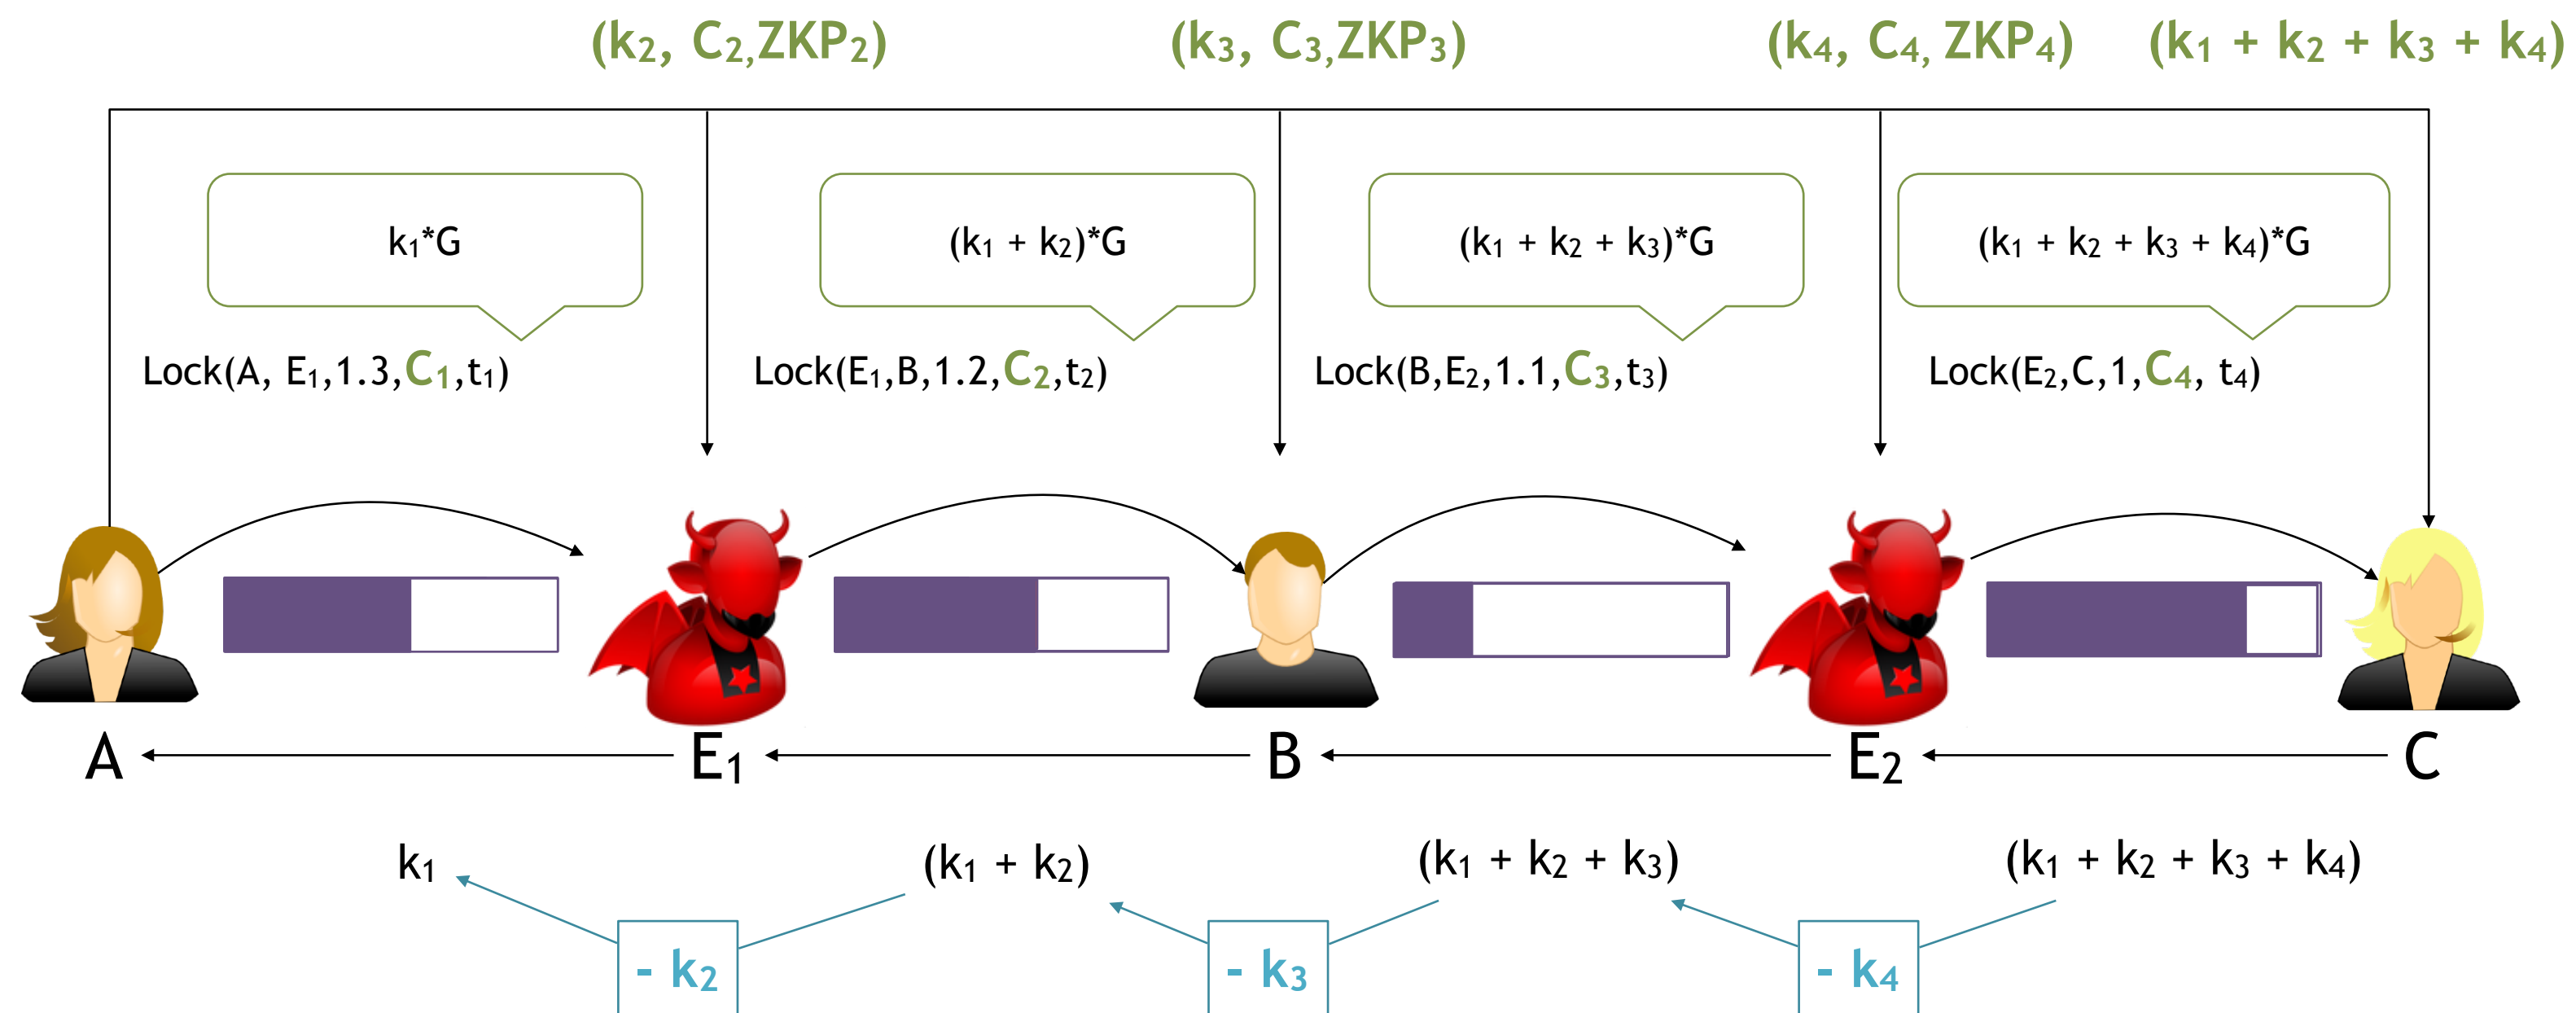 (k₂, C₂,ZKP₂) (k₃, C₃,ZKP₃) (k₄, C₄, ZKP₄) (k₁ + k₂ + k₃ + k₄)
k₁*G (k₁ + k₂)*G (k₁ + k₂ + k₃)*G (k₁ + k₂ + k₃ + k₄)*G
Lock(A, E₁,1.3,C₁,t₁) Lock(E₁,B,1.2,C₂,t₂) Lock(B,E₂,1.1,C₃,t₃) Lock(E₂,C,1,C₄, t₄)
A E₁ B E₂ C
k₁ (k₁ + k₂) (k₁ + k₂ + k₃) (k₁ + k₂ + k₃ + k₄)
- k₂ - k₃ - k₄